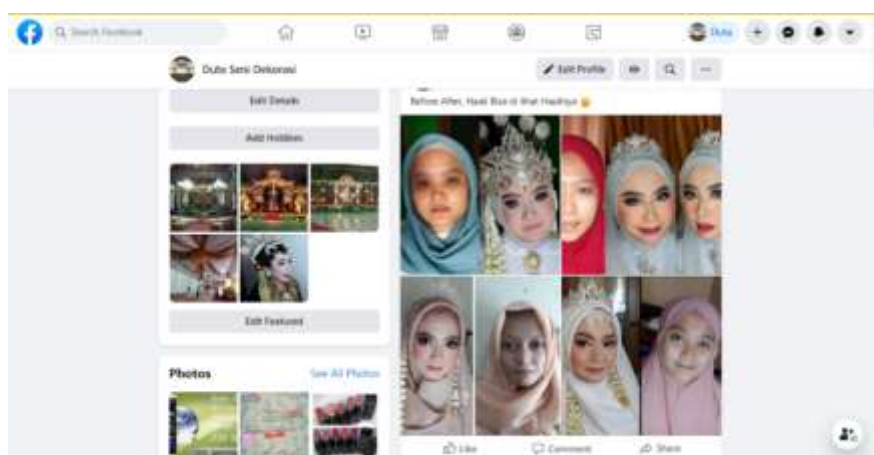 Search Facebook
Duta
Duta Seni Dekorasi
Edit Profile
Edit Details
Add Hobbies
Edit Featured
Photos
See All Photos
Before After, Hasil Bisa di lihat Hasilnya
Like
Comment
Share